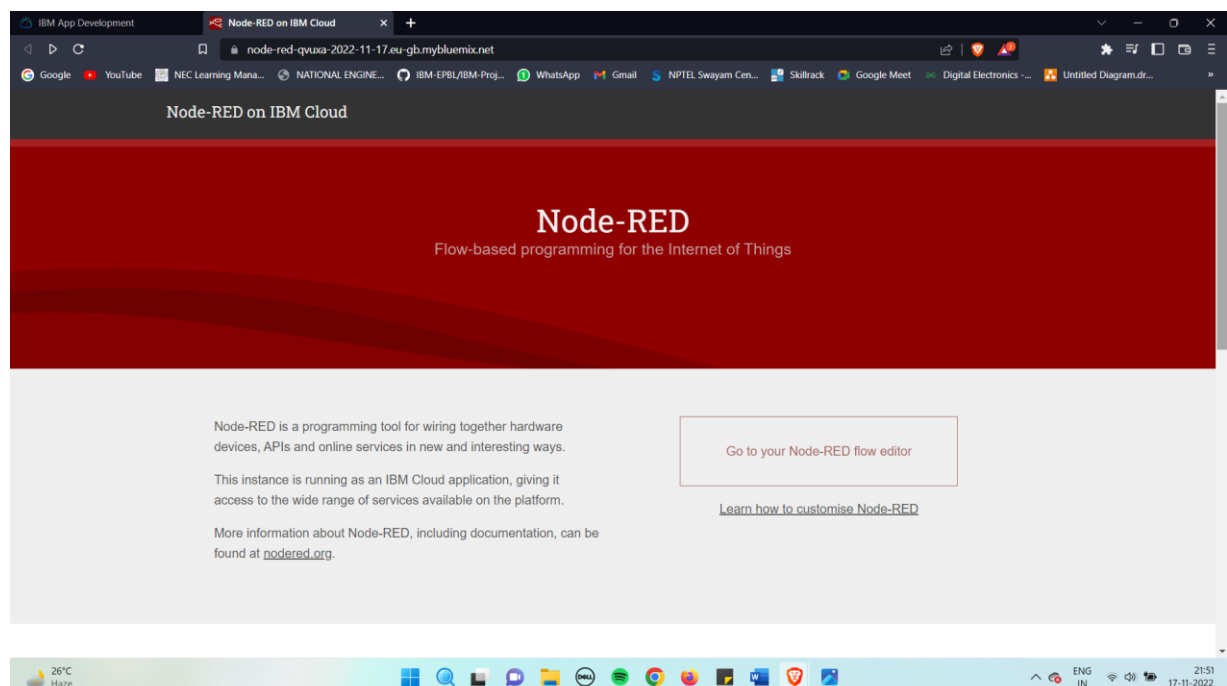 IBM App Development
Node-RED on IBM Cloud
node-red-qvuxa-2022-11-17.eu-gb.mybluemix.net
Google YouTube NEC Learning Mana... NATIONAL ENGINE... IBM-EPBL/IBM-Proj... WhatsApp Gmail NPTEL Swayam Cen... Skillrack Google Meet Digital Electronics -... Untitled Diagram.dr... »
Node-RED on IBM Cloud
Node-RED
Flow-based programming for the Internet of Things
Node-RED is a programming tool for wiring together hardware
devices, APIs and online services in new and interesting ways.
This instance is running as an IBM Cloud application, giving it
access to the wide range of services available on the platform.
More information about Node-RED, including documentation, can be
found at nodered.org.
Go to your Node-RED flow editor
Learn how to customise Node-RED
26°C
Haze
DELL
ENG
IN
21:51
17-11-2022